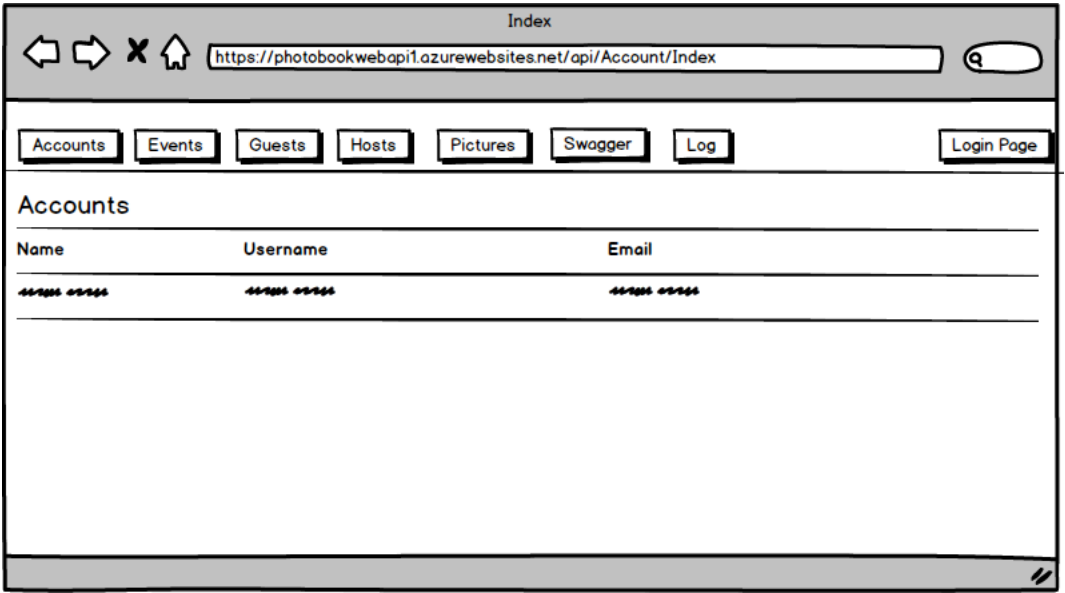 Index
https://photobookwebapi1.azurewebsites.net/api/Account/Index
Accounts Events Guests Hosts Pictures Swagger Log Login Page
Accounts
Name Username Email